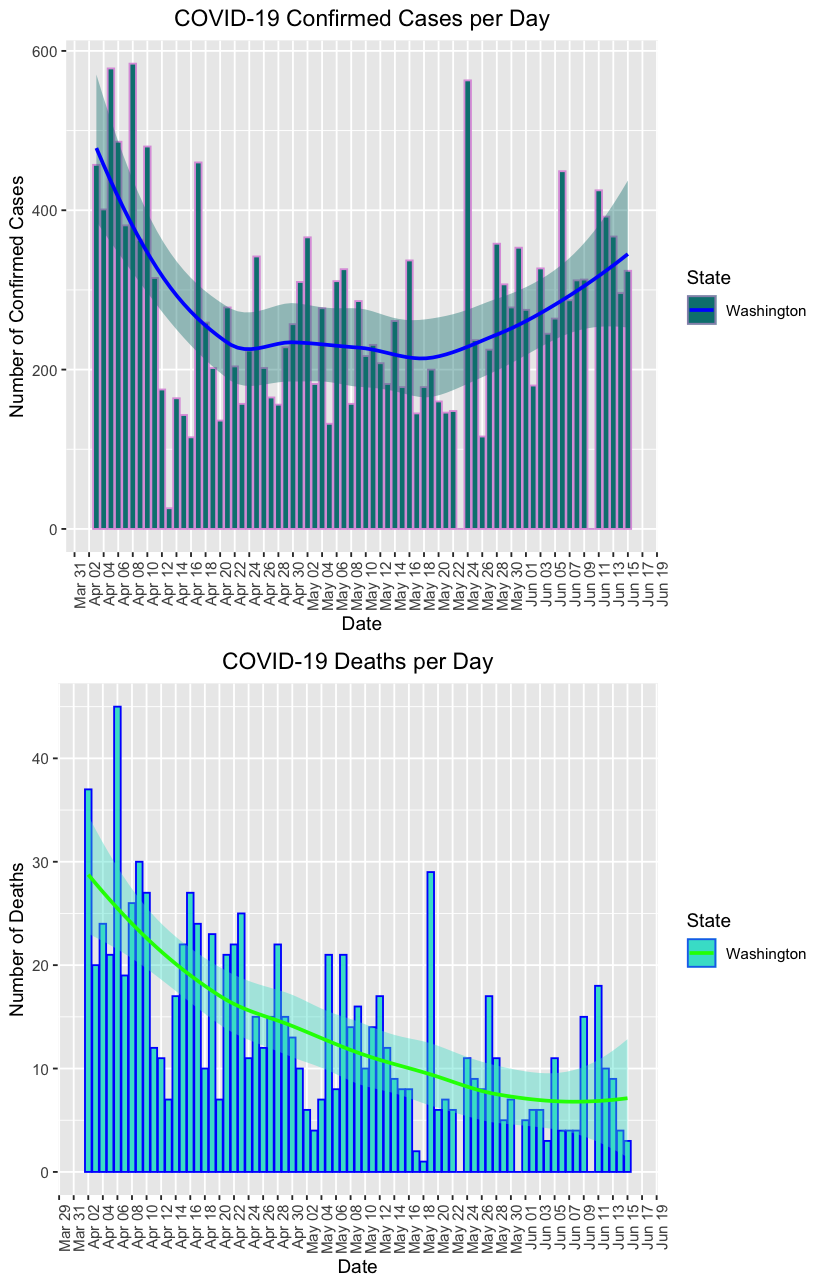 COVID-19 Confirmed Cases per Day
600
400
200
0
Number of Confirmed Cases
Mar 31
Apr 02
Apr 04
Apr 06
Apr 08
Apr 10
Apr 12
Apr 14
Apr 16
Apr 18
Apr 20
Apr 22
Apr 24
Apr 26
Apr 28
Apr 30
May 02
May 04
May 06
May 08
May 10
May 12
May 14
May 16
May 18
May 20
May 22
May 24
May 26
May 28
May 30
Jun 01
Jun 03
Jun 05
Jun 07
Jun 09
Jun 11
Jun 13
Jun 15
Jun 17
Jun 19
Date
State
Washington
COVID-19 Deaths per Day
40
30
20
10
0
Number of Deaths
Mar 29
Mar 31
Apr 02
Apr 04
Apr 06
Apr 08
Apr 10
Apr 12
Apr 14
Apr 16
Apr 18
Apr 20
Apr 22
Apr 24
Apr 26
Apr 28
Apr 30
May 02
May 04
May 06
May 08
May 10
May 12
May 14
May 16
May 18
May 20
May 22
May 24
May 26
May 28
May 30
Jun 01
Jun 03
Jun 05
Jun 07
Jun 09
Jun 11
Jun 13
Jun 15
Jun 17
Jun 19
Date
State
Washington